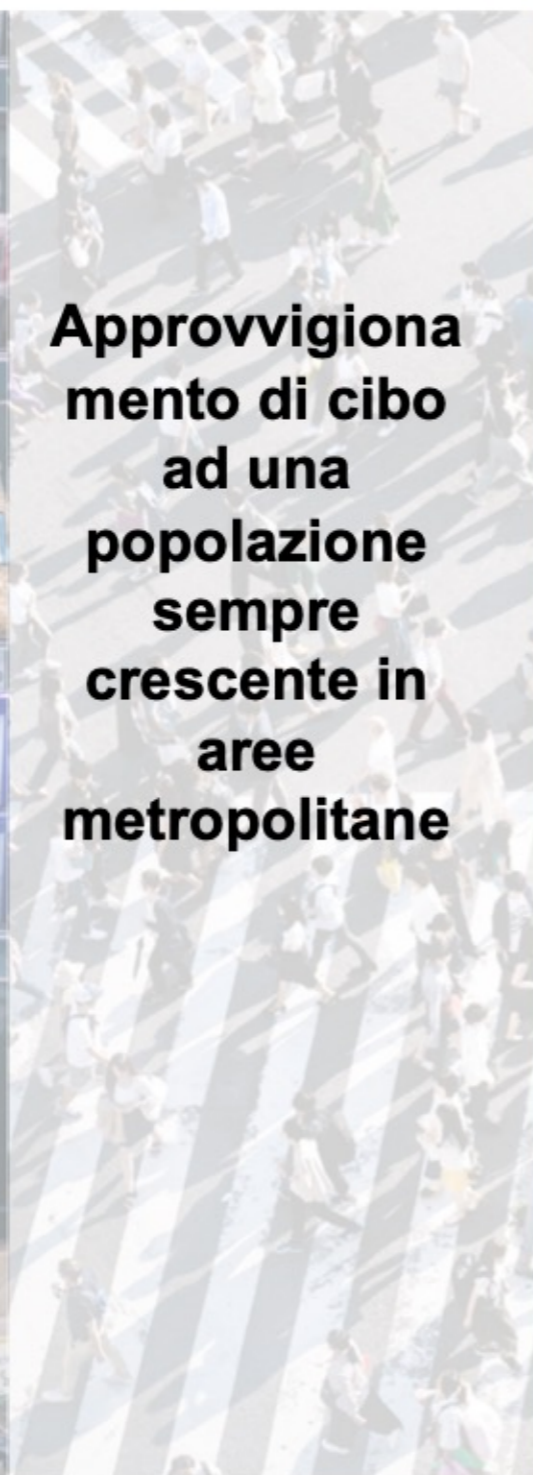 Approvvigiona
mento di cibo
ad una
popolazione
sempre
crescente in
aree
metropolitane